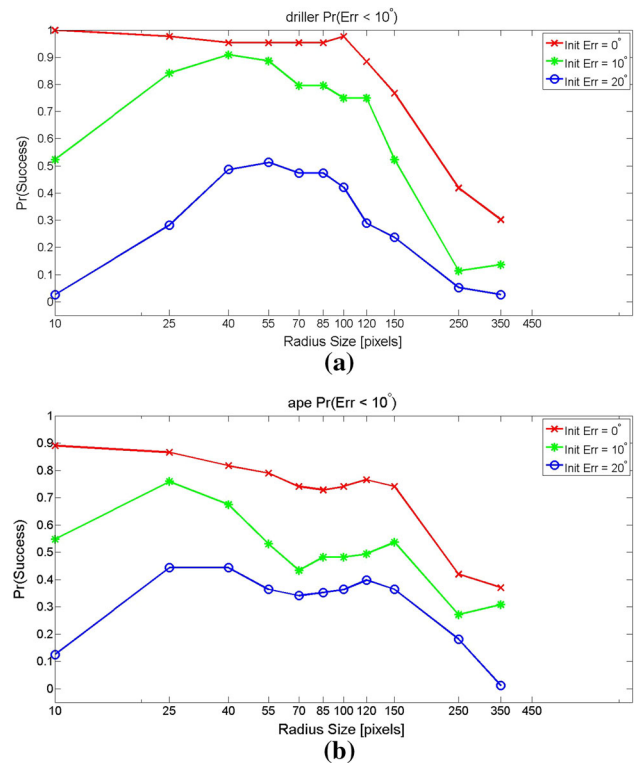 driller Pr(Err < 10°)
1
0.9
0.8
0.7
0.6
0.5
0.4
0.3
0.2
0.1
0
Pr(Success)
Init Err = 0°
Init Err = 10°
Init Err = 20°
10 25 40 55 70 85 100 120 150 250 350 450
Radius Size [pixels]
(a)
ape Pr(Err < 10°)
1
0.9
0.8
0.7
0.6
0.5
0.4
0.3
0.2
0.1
0
Pr(Success)
Init Err = 0°
Init Err = 10°
Init Err = 20°
10 25 40 55 70 85 100 120 150 250 350 450
Radius Size [pixels]
(b)